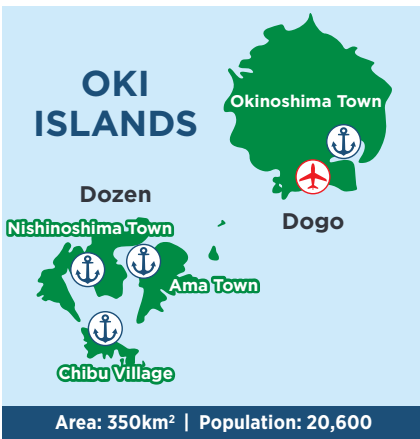 OKI
ISLANDS
Okinoshima Town
Dogo
Dozen
Nishinoshima Town
Ama Town
Chibu Village
Area: 350km² | Population: 20,600